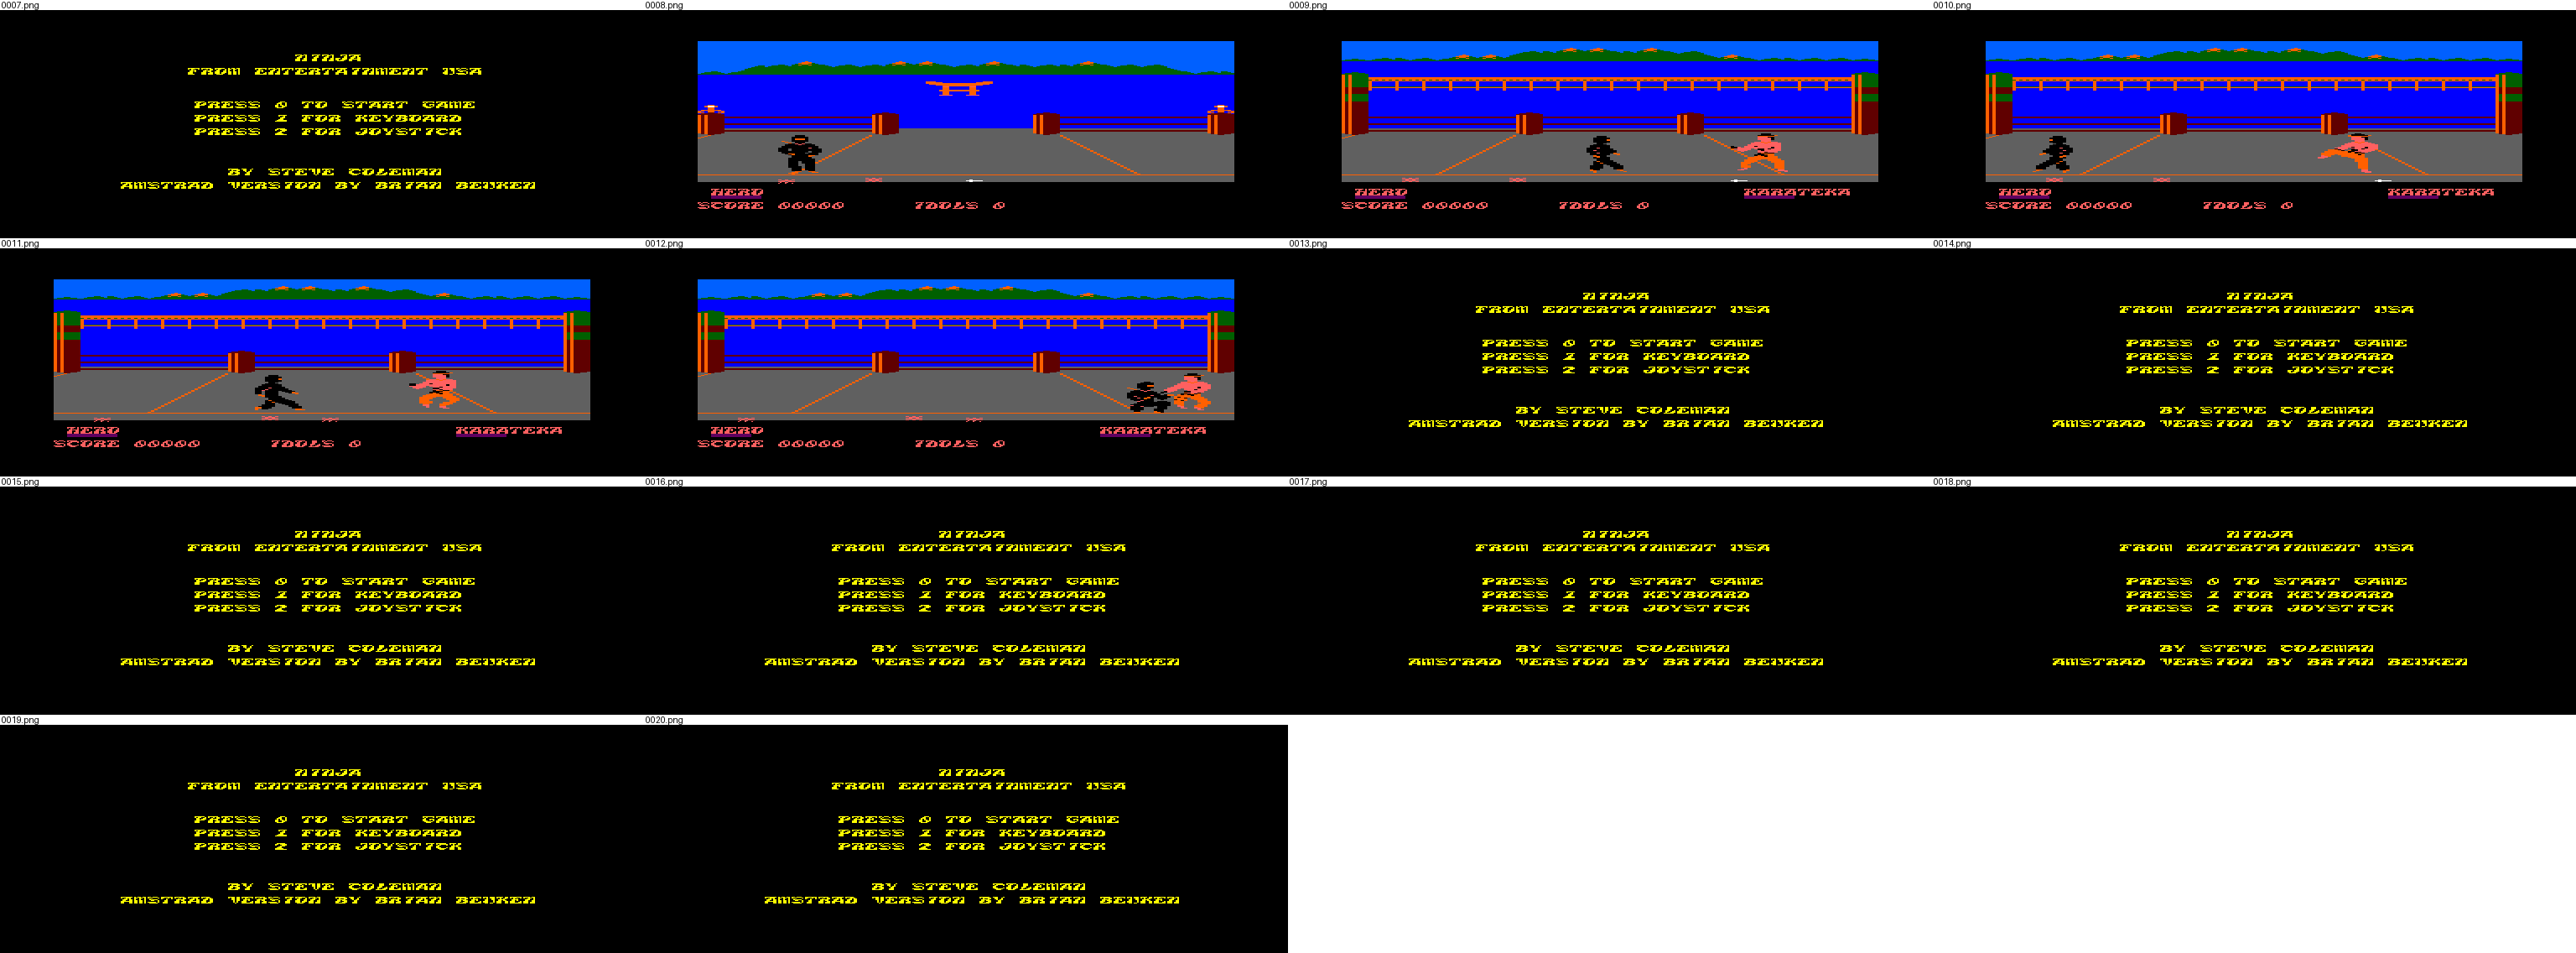 0007.png
NINJA
FROM ENTERTAINMENT USA
PRESS 0 TO START GAME
PRESS 1 FOR KEYBOARD
PRESS 2 FOR JOYSTICK
BY STEVE COLEMAN
AMSTRAD VERSION BY BRIAN BEUKEN
0008.png
HERO
SCORE 00000 IDOLS 0
0009.png
HERO KARATEKA
SCORE 00000 IDOLS 0
0010.png
HERO KARATEKA
SCORE 00000 IDOLS 0
0011.png
HERO KARATEKA
SCORE 00000 IDOLS 0
0012.png
HERO KARATEKA
SCORE 00000 IDOLS 0
0013.png
NINJA
FROM ENTERTAINMENT USA
PRESS 0 TO START GAME
PRESS 1 FOR KEYBOARD
PRESS 2 FOR JOYSTICK
BY STEVE COLEMAN
AMSTRAD VERSION BY BRIAN BEUKEN
0014.png
NINJA
FROM ENTERTAINMENT USA
PRESS 0 TO START GAME
PRESS 1 FOR KEYBOARD
PRESS 2 FOR JOYSTICK
BY STEVE COLEMAN
AMSTRAD VERSION BY BRIAN BEUKEN
0015.png
NINJA
FROM ENTERTAINMENT USA
PRESS 0 TO START GAME
PRESS 1 FOR KEYBOARD
PRESS 2 FOR JOYSTICK
BY STEVE COLEMAN
AMSTRAD VERSION BY BRIAN BEUKEN
0016.png
NINJA
FROM ENTERTAINMENT USA
PRESS 0 TO START GAME
PRESS 1 FOR KEYBOARD
PRESS 2 FOR JOYSTICK
BY STEVE COLEMAN
AMSTRAD VERSION BY BRIAN BEUKEN
0017.png
NINJA
FROM ENTERTAINMENT USA
PRESS 0 TO START GAME
PRESS 1 FOR KEYBOARD
PRESS 2 FOR JOYSTICK
BY STEVE COLEMAN
AMSTRAD VERSION BY BRIAN BEUKEN
0018.png
NINJA
FROM ENTERTAINMENT USA
PRESS 0 TO START GAME
PRESS 1 FOR KEYBOARD
PRESS 2 FOR JOYSTICK
BY STEVE COLEMAN
AMSTRAD VERSION BY BRIAN BEUKEN
0019.png
NINJA
FROM ENTERTAINMENT USA
PRESS 0 TO START GAME
PRESS 1 FOR KEYBOARD
PRESS 2 FOR JOYSTICK
BY STEVE COLEMAN
AMSTRAD VERSION BY BRIAN BEUKEN
0020.png
NINJA
FROM ENTERTAINMENT USA
PRESS 0 TO START GAME
PRESS 1 FOR KEYBOARD
PRESS 2 FOR JOYSTICK
BY STEVE COLEMAN
AMSTRAD VERSION BY BRIAN BEUKEN